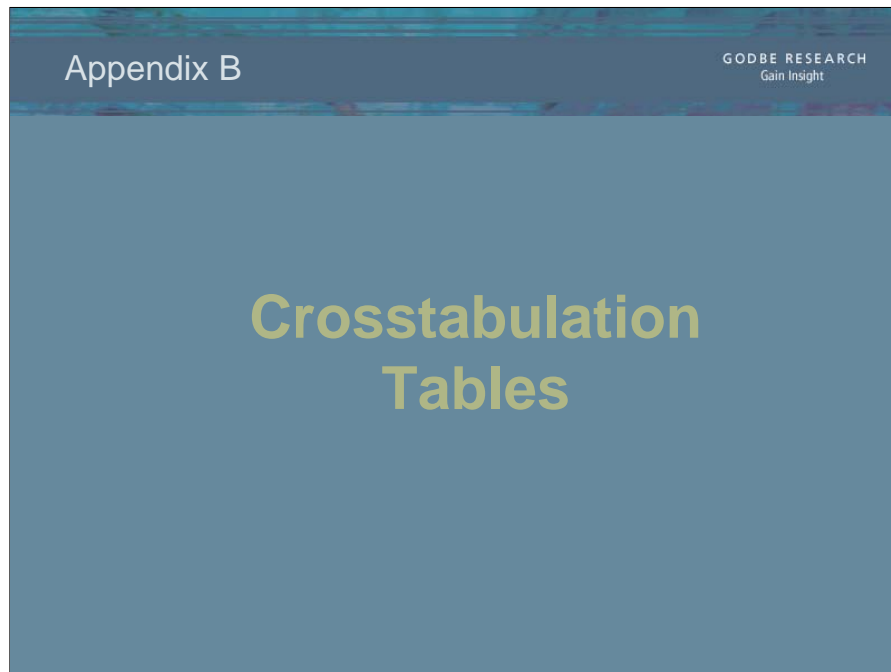 Appendix B
GODBE RESEARCH
Gain Insight
Crosstabulation
Tables